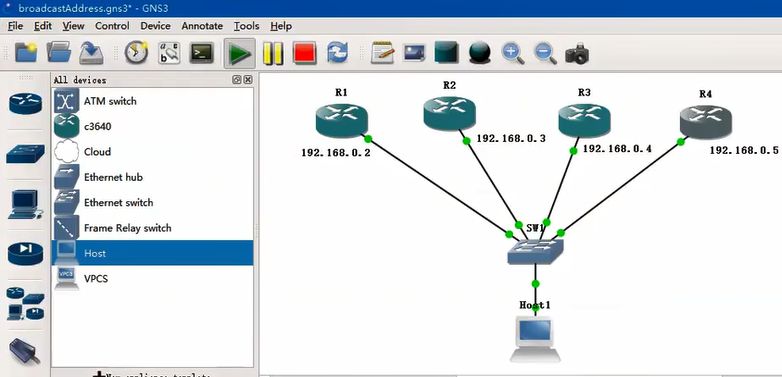 broadcastAddress.gns3* - GNS3
File Edit View Control Device Annotate Tools Help
All devices
ATM switch
c3640
Cloud
Ethernet hub
Ethernet switch
Frame Relay switch
Host
VPCS
VPCS
R1
R2
R3
R4
192.168.0.2
192.168.0.3
192.168.0.4
192.168.0.5
SW1
Host1